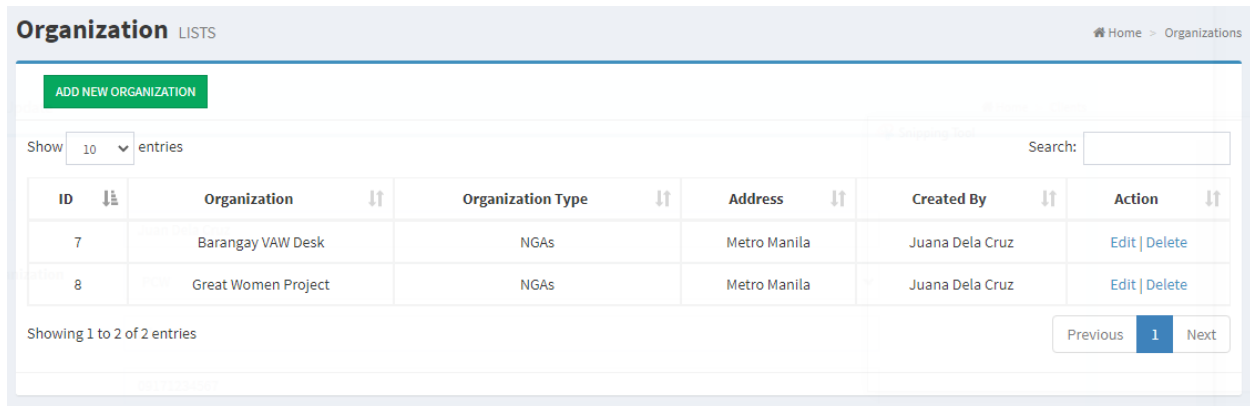 Organization LISTS
Home > Organizations
ADD NEW ORGANIZATION
Show 10 entries
Search:
ID Organization Organization Type Address Created By Action
7 Barangay VAW Desk NGAs Metro Manila Juana Dela Cruz Edit | Delete
8 Great Women Project NGAs Metro Manila Juana Dela Cruz Edit | Delete
Showing 1 to 2 of 2 entries
Previous 1 Next